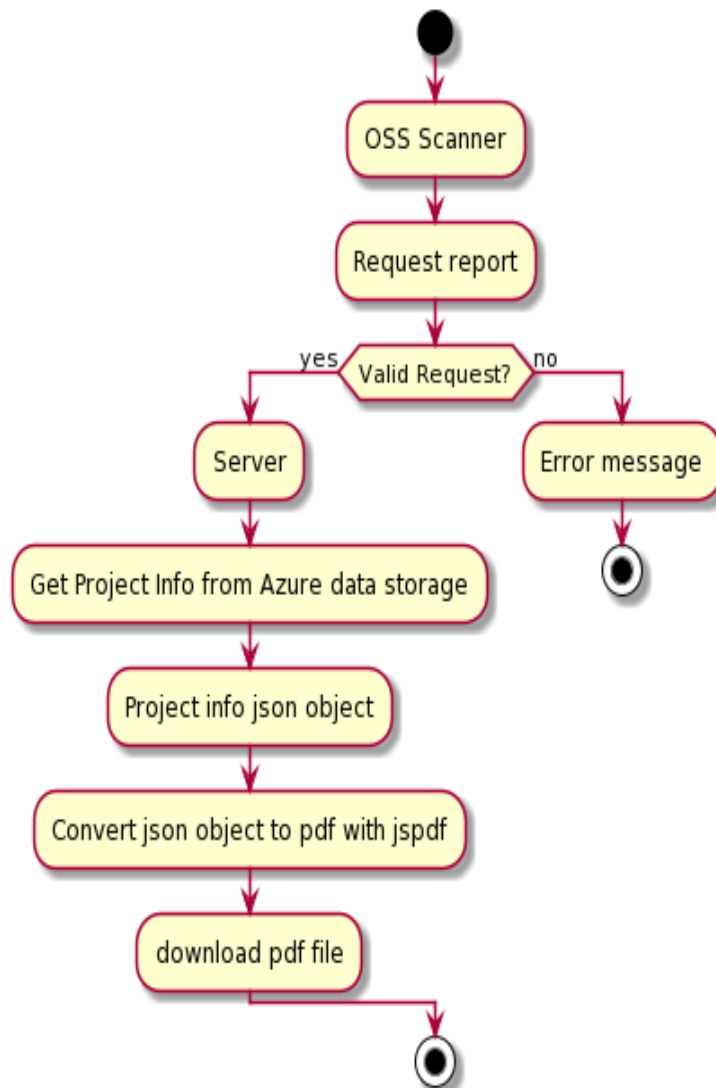 OSS Scanner
Request report
yes
Valid Request?
no
Server
Error message
Get Project Info from Azure data storage
Project info json object
Convert json object to pdf with jspdf
download pdf file